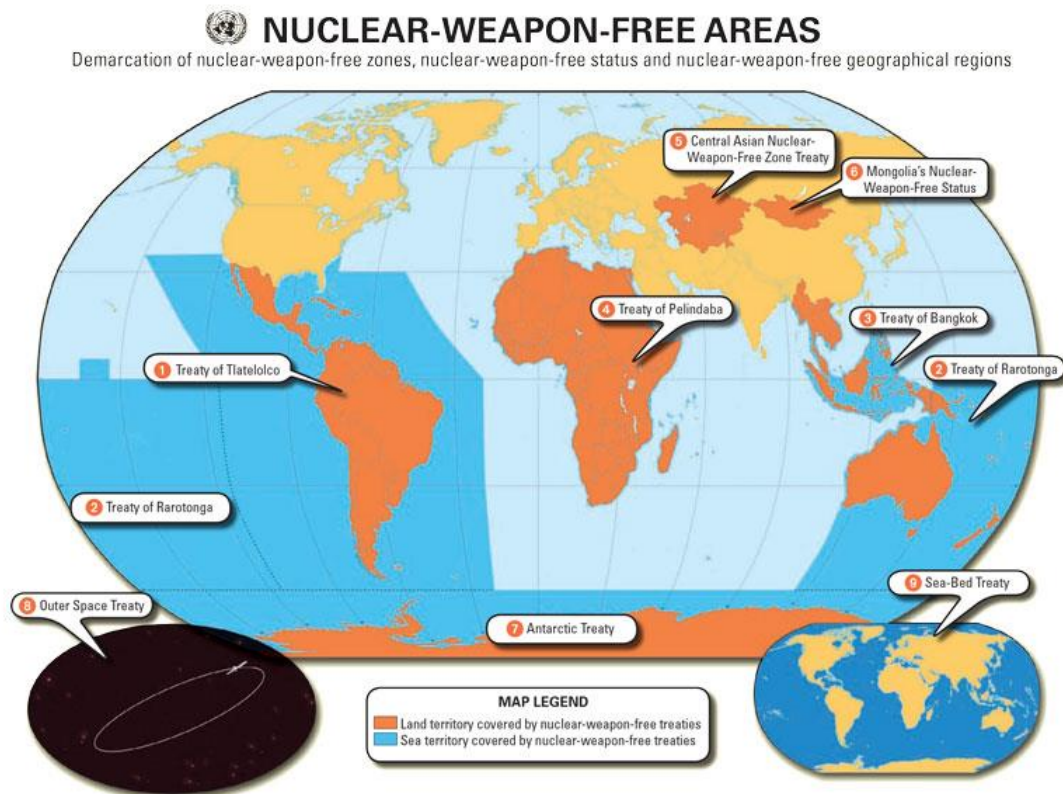 NUCLEAR-WEAPON-FREE AREAS
Demarcation of nuclear-weapon-free zones, nuclear-weapon-free status and nuclear-weapon-free geographical regions
5 Central Asian Nuclear-
Weapon-Free Zone Treaty
6 Mongolia's Nuclear-
Weapon-Free Status
4 Treaty of Pelindaba
3 Treaty of Bangkok
1 Treaty of Tlatelolco
2 Treaty of Rarotonga
2 Treaty of Rarotonga
9 Sea-Bed Treaty
8 Outer Space Treaty
7 Antarctic Treaty
MAP LEGEND
Land territory covered by nuclear-weapon-free treaties
Sea territory covered by nuclear-weapon-free treaties